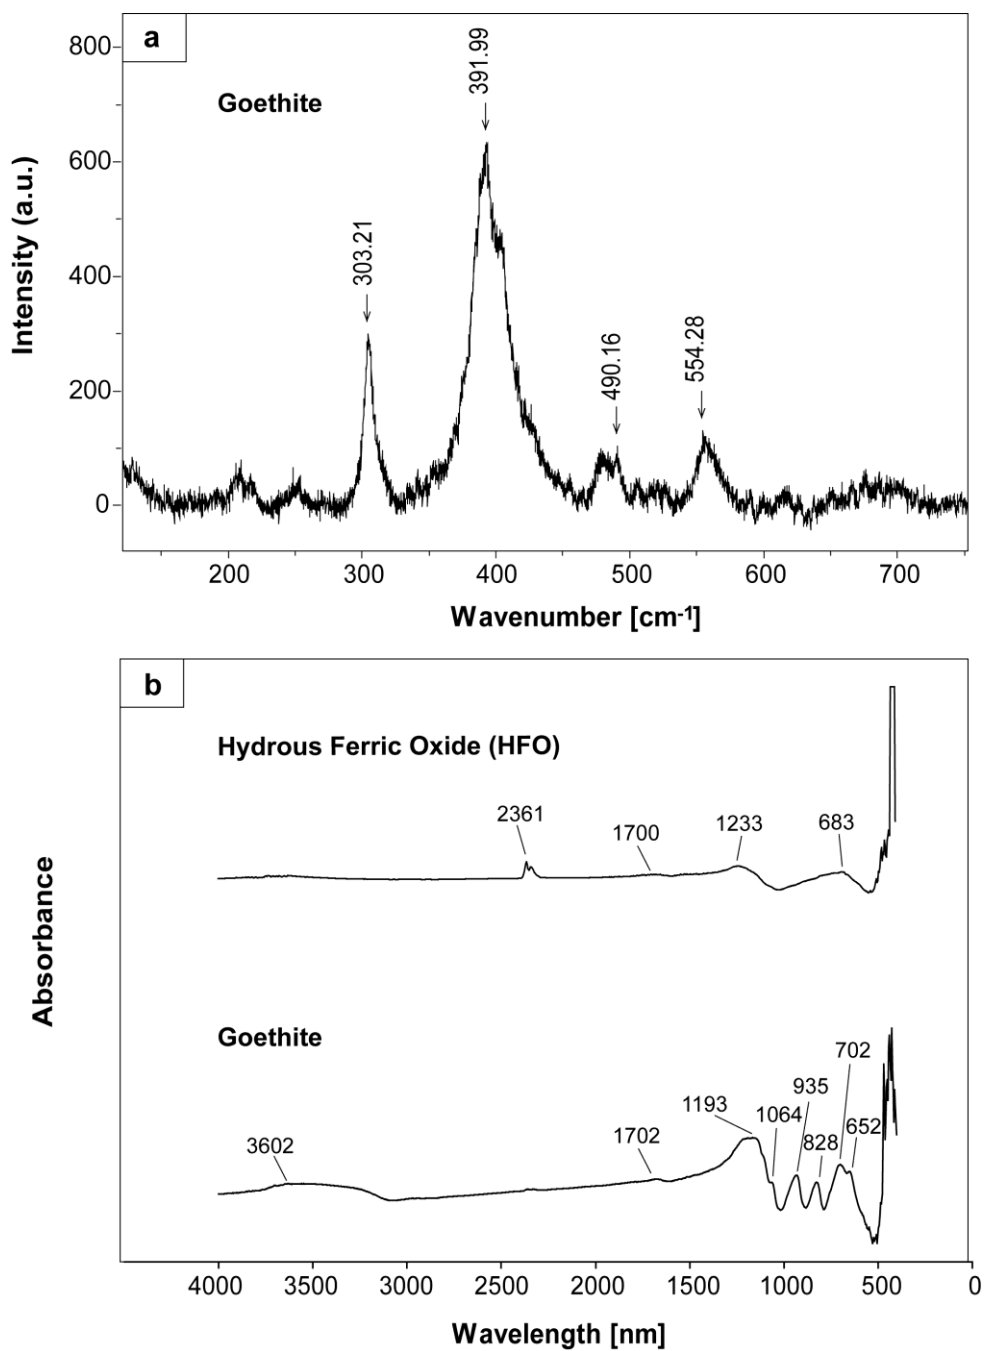 a
Goethite
303.21
391.99
490.16
554.28
800
600
400
200
0
Intensity (a.u.)
200 300 400 500 600 700
Wavenumber [cm-1]
b
Hydrous Ferric Oxide (HFO)
2361
1700
1233
683
Absorbance
Goethite
3602
1702
1193
1064
935
828
702
652
4000 3500 3000 2500 2000 1500 1000 500 0
Wavelength [nm]